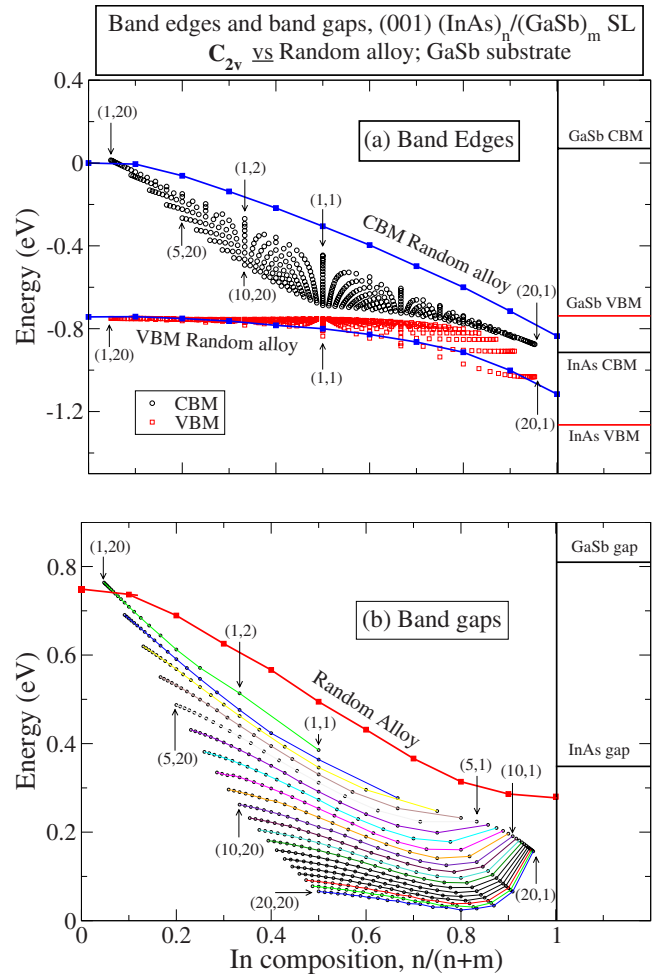 Band edges and band gaps, (001) (InAs)n/(GaSb)m SL
C2v vs Random alloy; GaSb substrate
0.4
0
-0.4
-0.8
-1.2
Energy (eV)
(a) Band Edges
(1,20)
(1,2)
(1,1)
CBM Random alloy
(5,20)
(10,20)
(20,1)
VBM Random alloy
(1,20)
(1,1)
(20,1)
CBM
VBM
GaSb CBM
GaSb VBM
InAs CBM
InAs VBM
0.8
0.6
0.4
0.2
0
Energy (eV)
(b) Band gaps
(1,20)
(1,2)
Random Alloy
(1,1)
(5,20)
(5,1)
(10,1)
(10,20)
(20,1)
(20,20)
GaSb gap
InAs gap
0
0.2
0.4
0.6
0.8
1
In composition, n/(n+m)